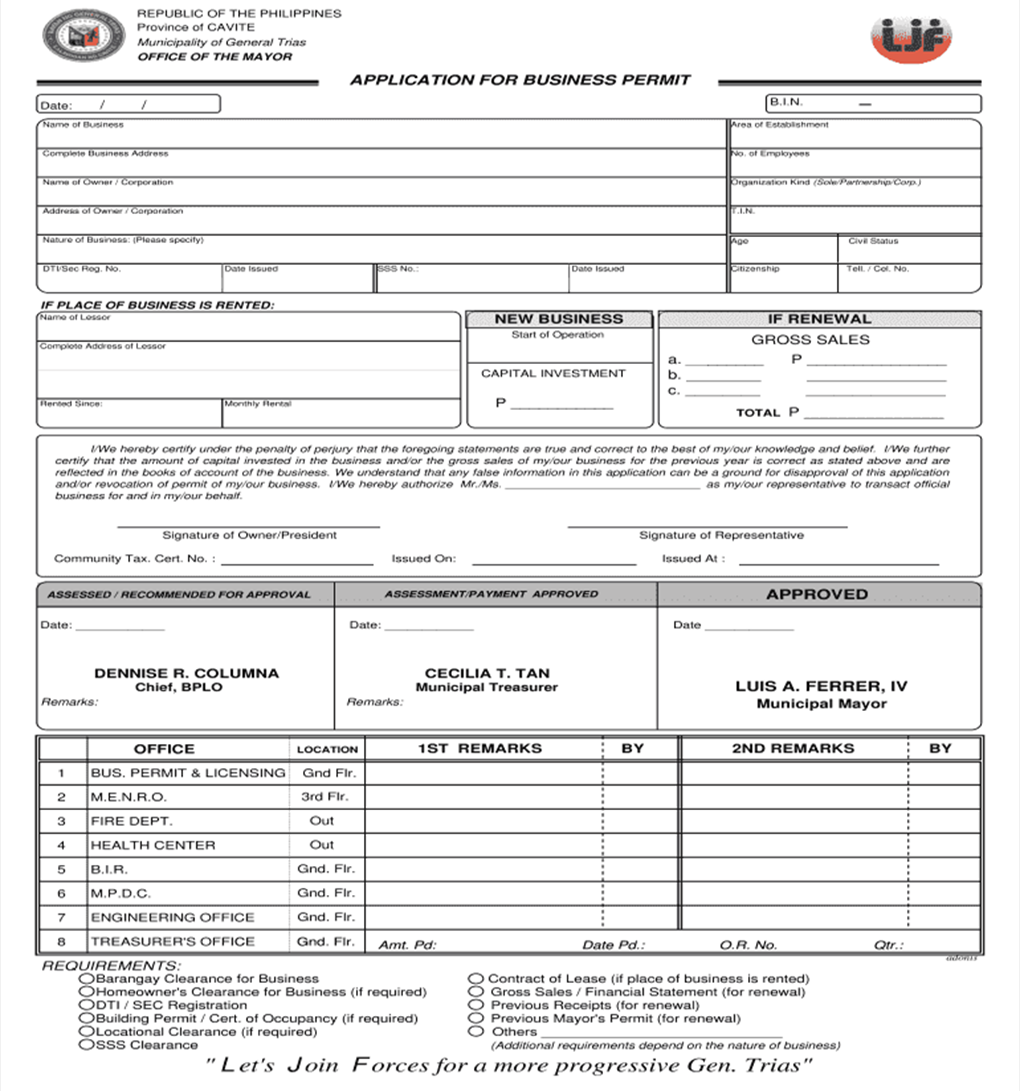 REPUBLIC OF THE PHILIPPINES
Province of CAVITE
Municipality of General Trias
OFFICE OF THE MAYOR
LJF
APPLICATION FOR BUSINESS PERMIT
Date: / /
B.I.N. —
Name of Business
Area of Establishment
Complete Business Address
No. of Employees
Name of Owner / Corporation
Organization Kind (Sole/Partnership/Corp.)
Address of Owner / Corporation
T.I.N.
Nature of Business: (Please specify)
Age Civil Status
DTI/Sec Reg. No. Date Issued SSS No.: Date Issued Citizenship Tell. / Cel. No.
IF PLACE OF BUSINESS IS RENTED:
Name of Lessor
Complete Address of Lessor
Rented Since: Monthly Rental
NEW BUSINESS
Start of Operation
CAPITAL INVESTMENT
P ______________
IF RENEWAL
GROSS SALES
a. __________ P __________________
b. __________ __________________
c. __________ __________________
TOTAL P __________________
I/We hereby certify under the penalty of perjury that the foregoing statements are true and correct to the best of my/our knowledge and belief. I/We further
certify that the amount of capital invested in the business and/or the gross sales of my/our business for the previous year is correct as stated above and are
reflected in the books of account of the business. We understand that any false information in this application can be a ground for disapproval of this application
and/or revocation of permit of my/our business. I/We hereby authorize Mr./Ms. ______________________________ as my/our representative to transact official
business for and in my/our behalf.
Signature of Owner/President Signature of Representative
Community Tax. Cert. No. : Issued On: Issued At :
ASSESSED / RECOMMENDED FOR APPROVAL
Date: ____________
DENNISE R. COLUMNA
Chief, BPLO
Remarks:
ASSESSMENT/PAYMENT APPROVED
Date: ____________
CECILIA T. TAN
Municipal Treasurer
Remarks:
APPROVED
Date ____________
LUIS A. FERRER, IV
Municipal Mayor
OFFICE LOCATION 1ST REMARKS BY 2ND REMARKS BY
1 BUS. PERMIT & LICENSING Gnd Flr.
2 M.E.N.R.O. 3rd Flr.
3 FIRE DEPT. Out
4 HEALTH CENTER Out
5 B.I.R. Gnd. Flr.
6 M.P.D.C. Gnd. Flr.
7 ENGINEERING OFFICE Gnd. Flr.
8 TREASURER'S OFFICE Gnd. Flr. Amt. Pd: Date Pd.: O.R. No. Qtr.:
adonis
REQUIREMENTS:
Barangay Clearance for Business
Homeowner's Clearance for Business (if required)
DTI / SEC Registration
Building Permit / Cert. of Occupancy (if required)
Locational Clearance (if required)
SSS Clearance
Contract of Lease (if place of business is rented)
Gross Sales / Financial Statement (for renewal)
Previous Receipts (for renewal)
Previous Mayor's Permit (for renewal)
Others ______________________________
(Additional requirements depend on the nature of business)
"Let's Join Forces for a more progressive Gen. Trias"